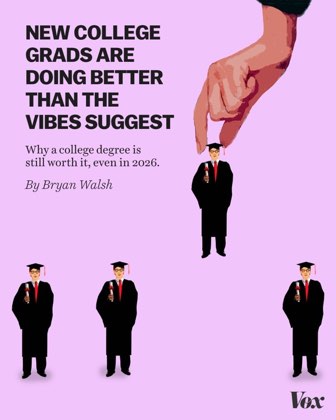 NEW COLLEGE
GRADS ARE
DOING BETTER
THAN THE
VIBES SUGGEST
Why a college degree is
still worth it, even in 2026.
By Bryan Walsh
Vox